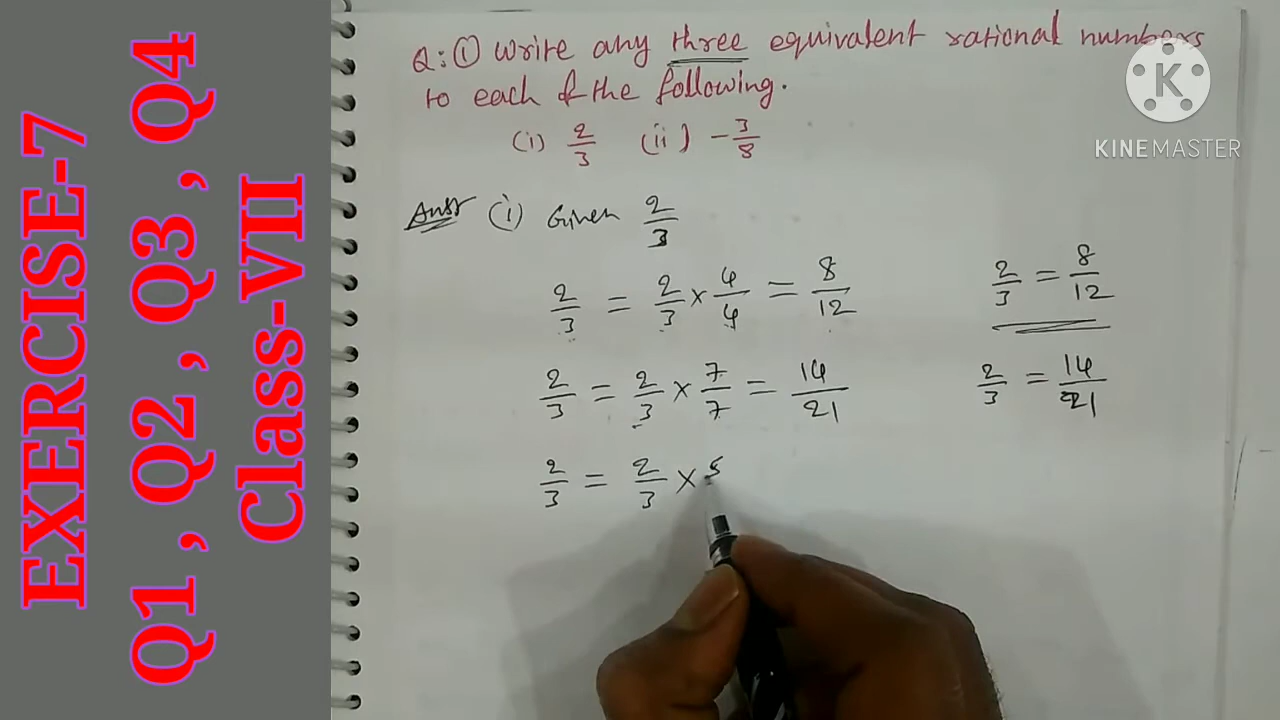 EXERCISE-7
Q1 , Q2 , Q3 , Q4
Class-VII
Q:① Write any three equivalent rational numbers
to each of the following.
(i) 2/3 (ii) -3/8
KINEMASTER
Ansr (i) Given 2/3
2/3 = 2/3 × 4/4 = 8/12
2/3 = 8/12
2/3 = 2/3 × 7/7 = 14/21
2/3 = 14/21
2/3 = 2/3 × 5